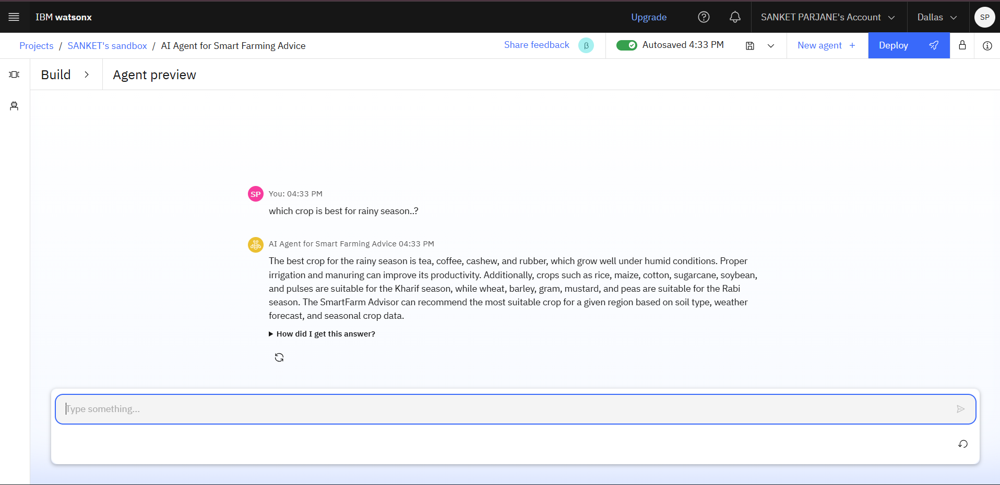 IBM watsonx
Upgrade
SANKET PARJANE's Account
Dallas
SP
Projects / SANKET's sandbox / AI Agent for Smart Farming Advice
Share feedback
β
Autosaved 4:33 PM
New agent +
Deploy
Build
Agent preview
SP
You: 04:33 PM
which crop is best for rainy season..?
AI Agent for Smart Farming Advice 04:33 PM
The best crop for the rainy season is tea, coffee, cashew, and rubber, which grow well under humid conditions. Proper
irrigation and manuring can improve its productivity. Additionally, crops such as rice, maize, cotton, sugarcane, soybean,
and pulses are suitable for the Kharif season, while wheat, barley, gram, mustard, and peas are suitable for the Rabi
season. The SmartFarm Advisor can recommend the most suitable crop for a given region based on soil type, weather
forecast, and seasonal crop data.
How did I get this answer?
Type something...